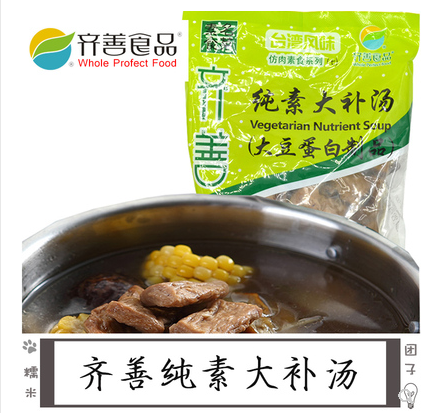 齐善食品
®
Whole Profect Food
台湾风味
仿肉素食系列
齐善食品
齐善
纯素大补汤
Vegetarian Nutrient Soup
(大豆蛋白制品)
糯米
齐善纯素大补汤
团子